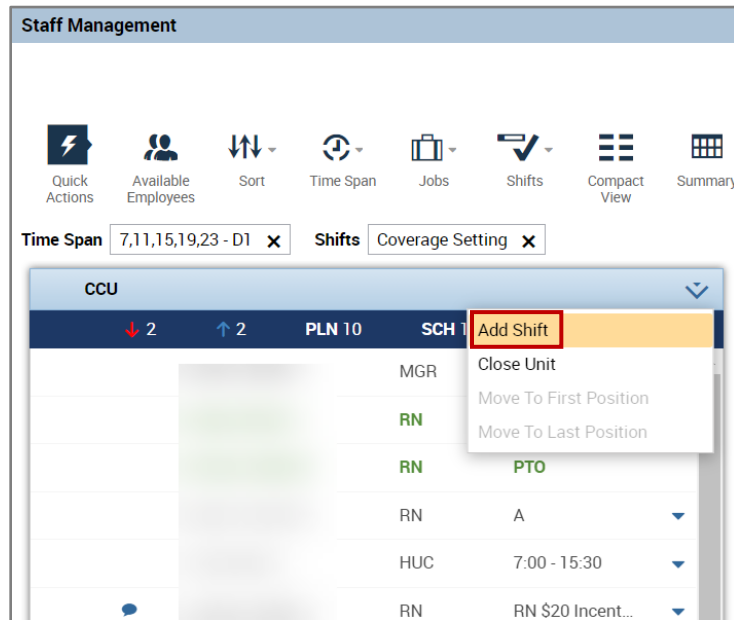 Staff Management
Quick Actions
Available Employees
Sort
Time Span
Jobs
Shifts
Compact View
Summary
Time Span 7,11,15,19,23 - D1 Shifts Coverage Setting
CCU
2 2 PLN 10 SCH 1
Add Shift
Close Unit
Move To First Position
Move To Last Position
MGR
RN
RN PTO
RN A
HUC 7:00 - 15:30
RN RN $20 Incent...